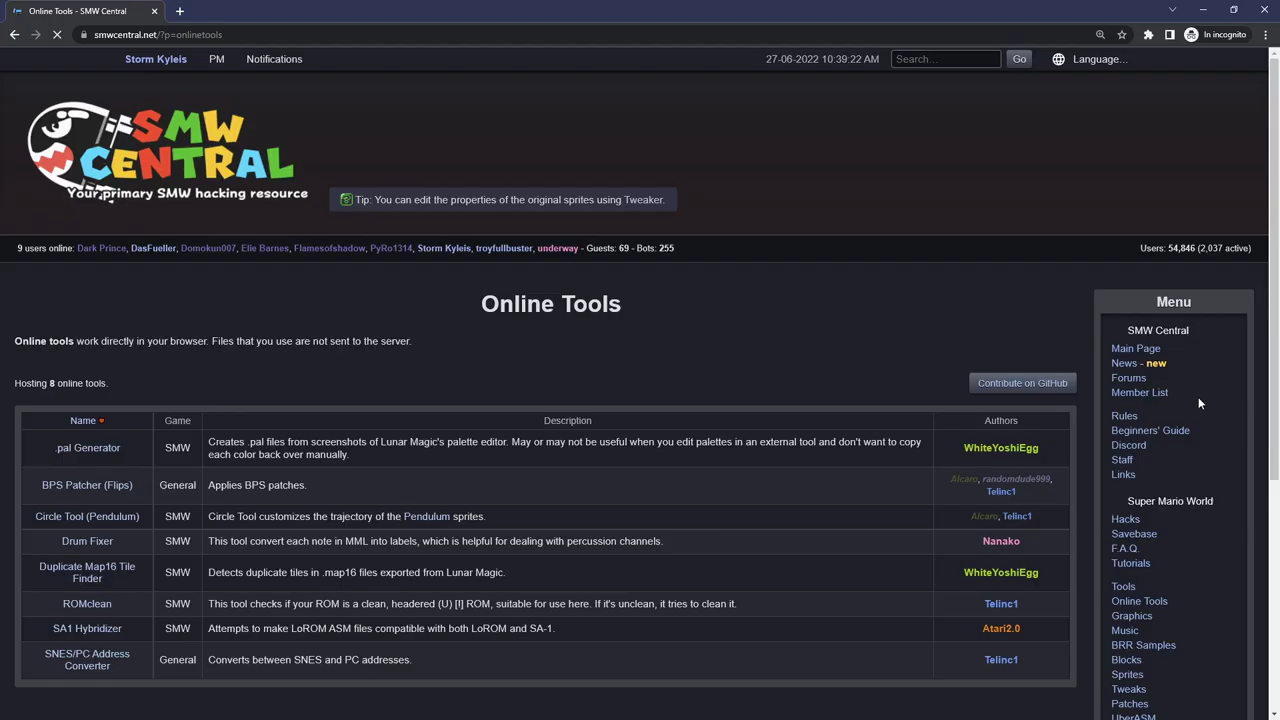 Online Tools - SMW Central
smwcentral.net/?p=onlinetools
In incognito
Storm Kyleis PM Notifications
27-06-2022 10:39:22 AM Search... Go Language...
SMW
CENTRAL
Your primary SMW hacking resource
Tip: You can edit the properties of the original sprites using Tweaker.
9 users online: Dark Prince, DasFueller, Domokun007, Elie Barnes, Flamesofshadow, PyRo1314, Storm Kyleis, troyfullbuster, underway - Guests: 69 - Bots: 255
Users: 54,846 (2,037 active)
Online Tools
Online tools work directly in your browser. Files that you use are not sent to the server.
Hosting 8 online tools.
Contribute on GitHub
Name Game Description Authors
.pal Generator SMW Creates .pal files from screenshots of Lunar Magic's palette editor. May or may not be useful when you edit palettes in an external tool and don't want to copy
each color back over manually. WhiteYoshiEgg
BPS Patcher (Flips) General Applies BPS patches. Alcaro, randomdude999,
Telinc1
Circle Tool (Pendulum) SMW Circle Tool customizes the trajectory of the Pendulum sprites. Alcaro, Telinc1
Drum Fixer SMW This tool convert each note in MML into labels, which is helpful for dealing with percussion channels. Nanako
Duplicate Map16 Tile
Finder SMW Detects duplicate tiles in .map16 files exported from Lunar Magic. WhiteYoshiEgg
ROMclean SMW This tool checks if your ROM is a clean, headered (U) [!] ROM, suitable for use here. If it's unclean, it tries to clean it. Telinc1
SA1 Hybridizer SMW Attempts to make LoROM ASM files compatible with both LoROM and SA-1. Atari2.0
SNES/PC Address
Converter General Converts between SNES and PC addresses. Telinc1
Menu
SMW Central
Main Page
News - new
Forums
Member List
Rules
Beginners' Guide
Discord
Staff
Links
Super Mario World
Hacks
Savebase
F.A.Q.
Tutorials
Tools
Online Tools
Graphics
Music
BRR Samples
Blocks
Sprites
Tweaks
Patches
UberASM